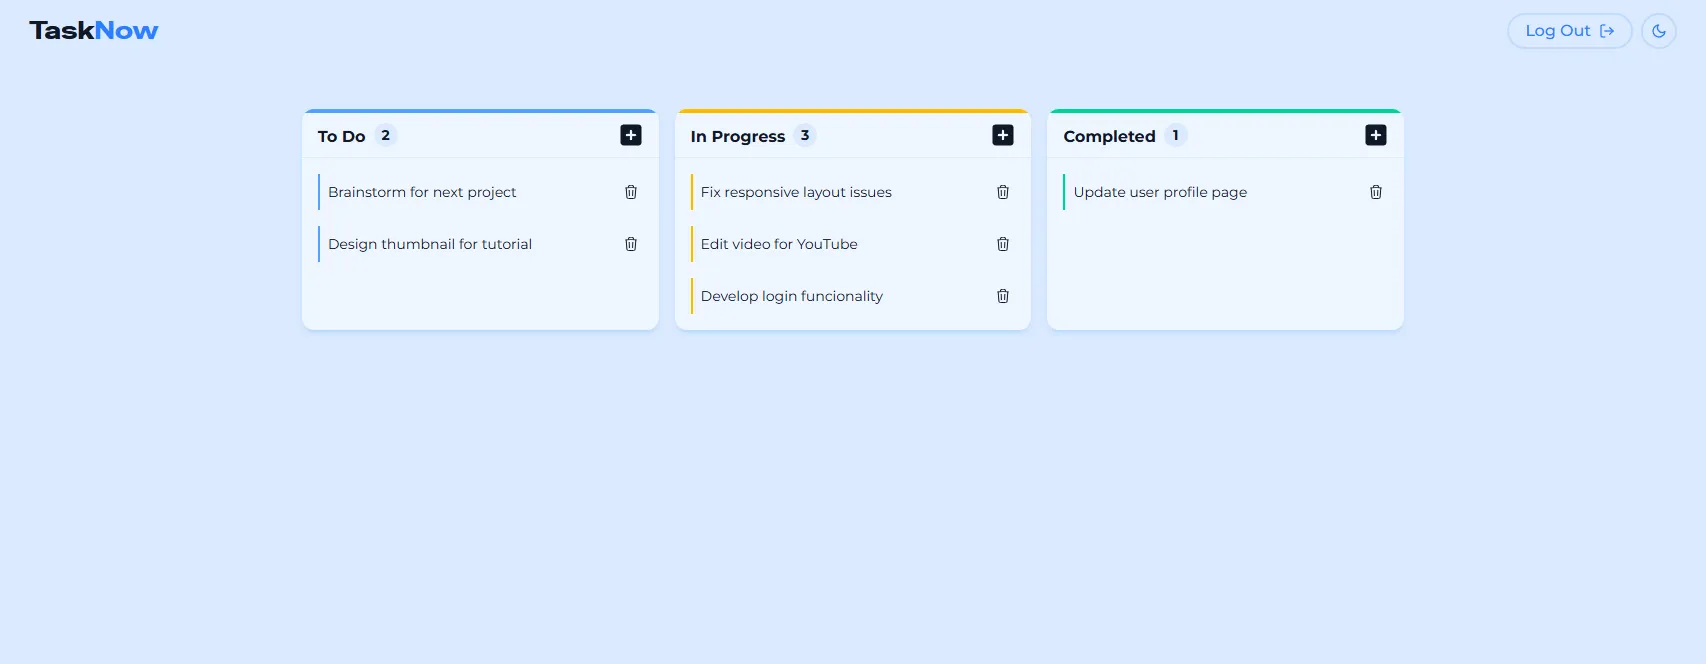 TaskNow
Log Out
To Do 2
Brainstorm for next project
Design thumbnail for tutorial
In Progress 3
Fix responsive layout issues
Edit video for YouTube
Develop login funcionality
Completed 1
Update user profile page